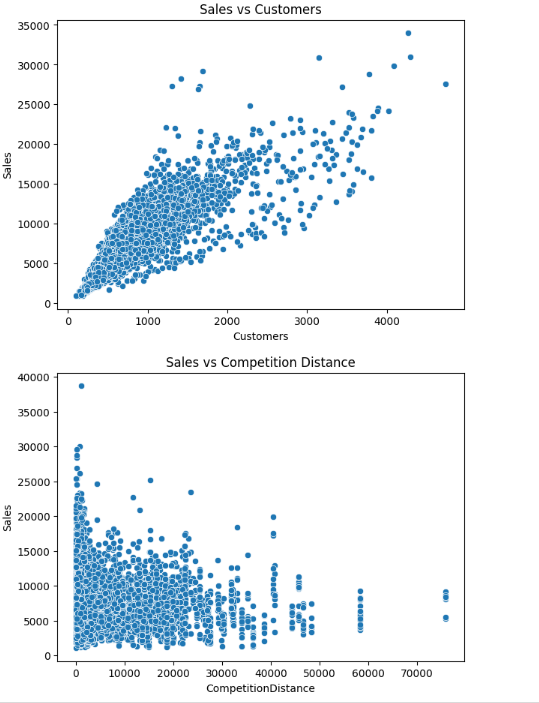 Sales vs Customers
35000
30000
25000
20000
15000
10000
5000
0
Sales
0 1000 2000 3000 4000
Customers
Sales vs Competition Distance
40000
35000
30000
25000
20000
15000
10000
5000
0
Sales
0 10000 20000 30000 40000 50000 60000 70000
CompetitionDistance